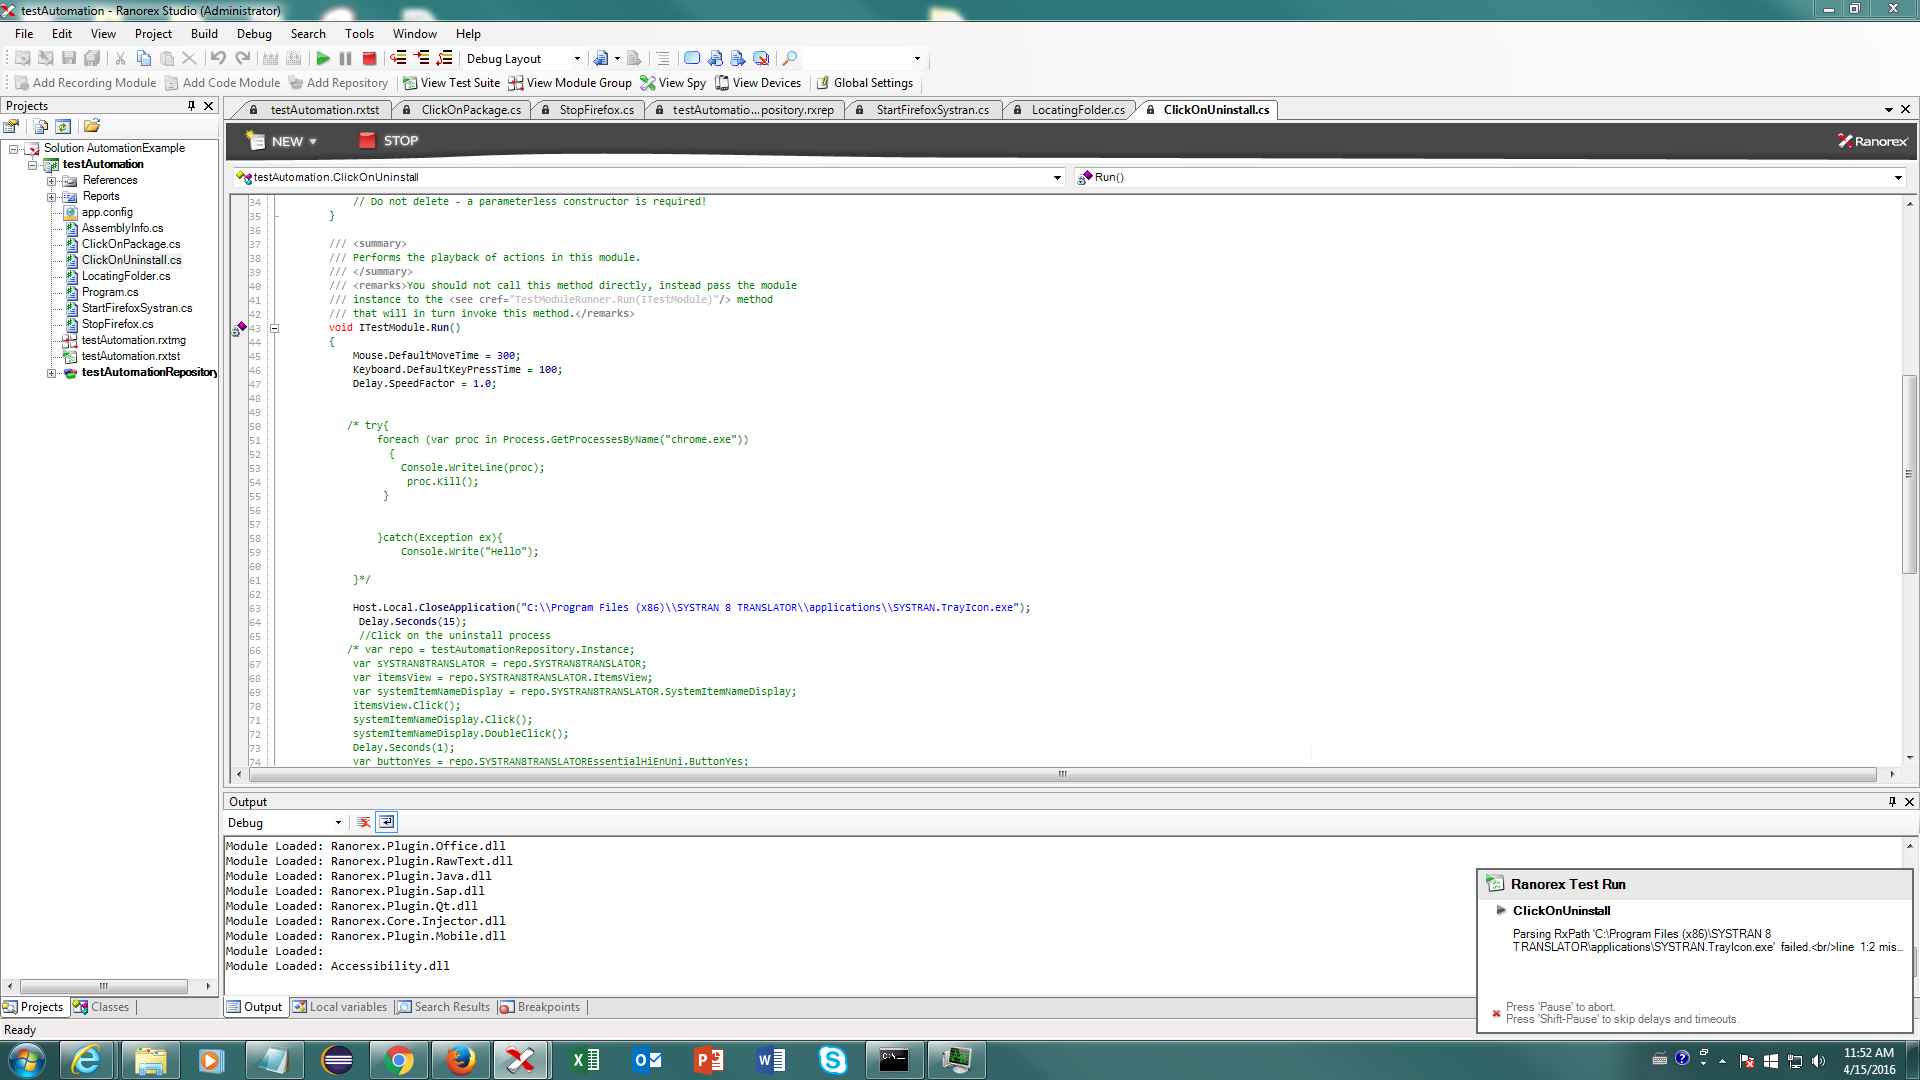 testAutomation - Ranorex Studio (Administrator)
File Edit View Project Build Debug Search Tools Window Help
Debug Layout
Add Recording Module Add Code Module Add Repository View Test Suite View Module Group View Spy View Devices Global Settings
Projects
testAutomation.rxtst ClickOnPackage.cs StopFirefox.cs testAutomatio...pository.rxrep StartFirefoxSystran.cs LocatingFolder.cs ClickOnUninstall.cs
NEW STOP Ranorex
testAutomation.ClickOnUninstall Run()
Solution AutomationExample
testAutomation
References
Reports
app.config
AssemblyInfo.cs
ClickOnPackage.cs
ClickOnUninstall.cs
LocatingFolder.cs
Program.cs
StartFirefoxSystran.cs
StopFirefox.cs
testAutomation.rxtmg
testAutomation.rxtst
testAutomationRepository
34 // Do not delete - a parameterless constructor is required!
35 }
36
37 /// <summary>
38 /// Performs the playback of actions in this module.
39 /// </summary>
40 /// <remarks>You should not call this method directly, instead pass the module
41 /// instance to the <see cref="TestModuleRunner.Run(ITestModule)"/> method
42 /// that will in turn invoke this method.</remarks>
43 void ITestModule.Run()
44 {
45 Mouse.DefaultMoveTime = 300;
46 Keyboard.DefaultKeyPressTime = 100;
47 Delay.SpeedFactor = 1.0;
48
49
50 /* try{
51 foreach (var proc in Process.GetProcessesByName("chrome.exe"))
52 {
53 Console.WriteLine(proc);
54 proc.Kill();
55 }
56
57
58 }catch(Exception ex){
59 Console.Write("Hello");
60
61 }*/
62
63 Host.Local.CloseApplication("C:\\Program Files (x86)\\SYSTRAN 8 TRANSLATOR\\applications\\SYSTRAN.TrayIcon.exe");
64 Delay.Seconds(15);
65 //Click on the uninstall process
66 /* var repo = testAutomationRepository.Instance;
67 var sYSTRAN8TRANSLATOR = repo.SYSTRAN8TRANSLATOR;
68 var itemsView = repo.SYSTRAN8TRANSLATOR.ItemsView;
69 var systemItemNameDisplay = repo.SYSTRAN8TRANSLATOR.SystemItemNameDisplay;
70 itemsView.Click();
71 systemItemNameDisplay.Click();
72 systemItemNameDisplay.DoubleClick();
73 Delay.Seconds(1);
74 var buttonYes = repo.SYSTRAN8TRANSLATOREssentialHiEnUni.ButtonYes;
Output
Debug
Module Loaded: Ranorex.Plugin.Office.dll
Module Loaded: Ranorex.Plugin.RawText.dll
Module Loaded: Ranorex.Plugin.Java.dll
Module Loaded: Ranorex.Plugin.Sap.dll
Module Loaded: Ranorex.Plugin.Qt.dll
Module Loaded: Ranorex.Core.Injector.dll
Module Loaded: Ranorex.Plugin.Mobile.dll
Module Loaded:
Module Loaded: Accessibility.dll
Ranorex Test Run
ClickOnUninstall
Parsing RxPath 'C:\Program Files (x86)\SYSTRAN 8
TRANSLATOR\applications\SYSTRAN.TrayIcon.exe' failed.<br/>line 1:2 mis...
Press 'Pause' to abort.
Press 'Shift-Pause' to skip delays and timeouts.
Projects Classes
Output Local variables Search Results Breakpoints
Ready
11:52 AM
4/15/2016